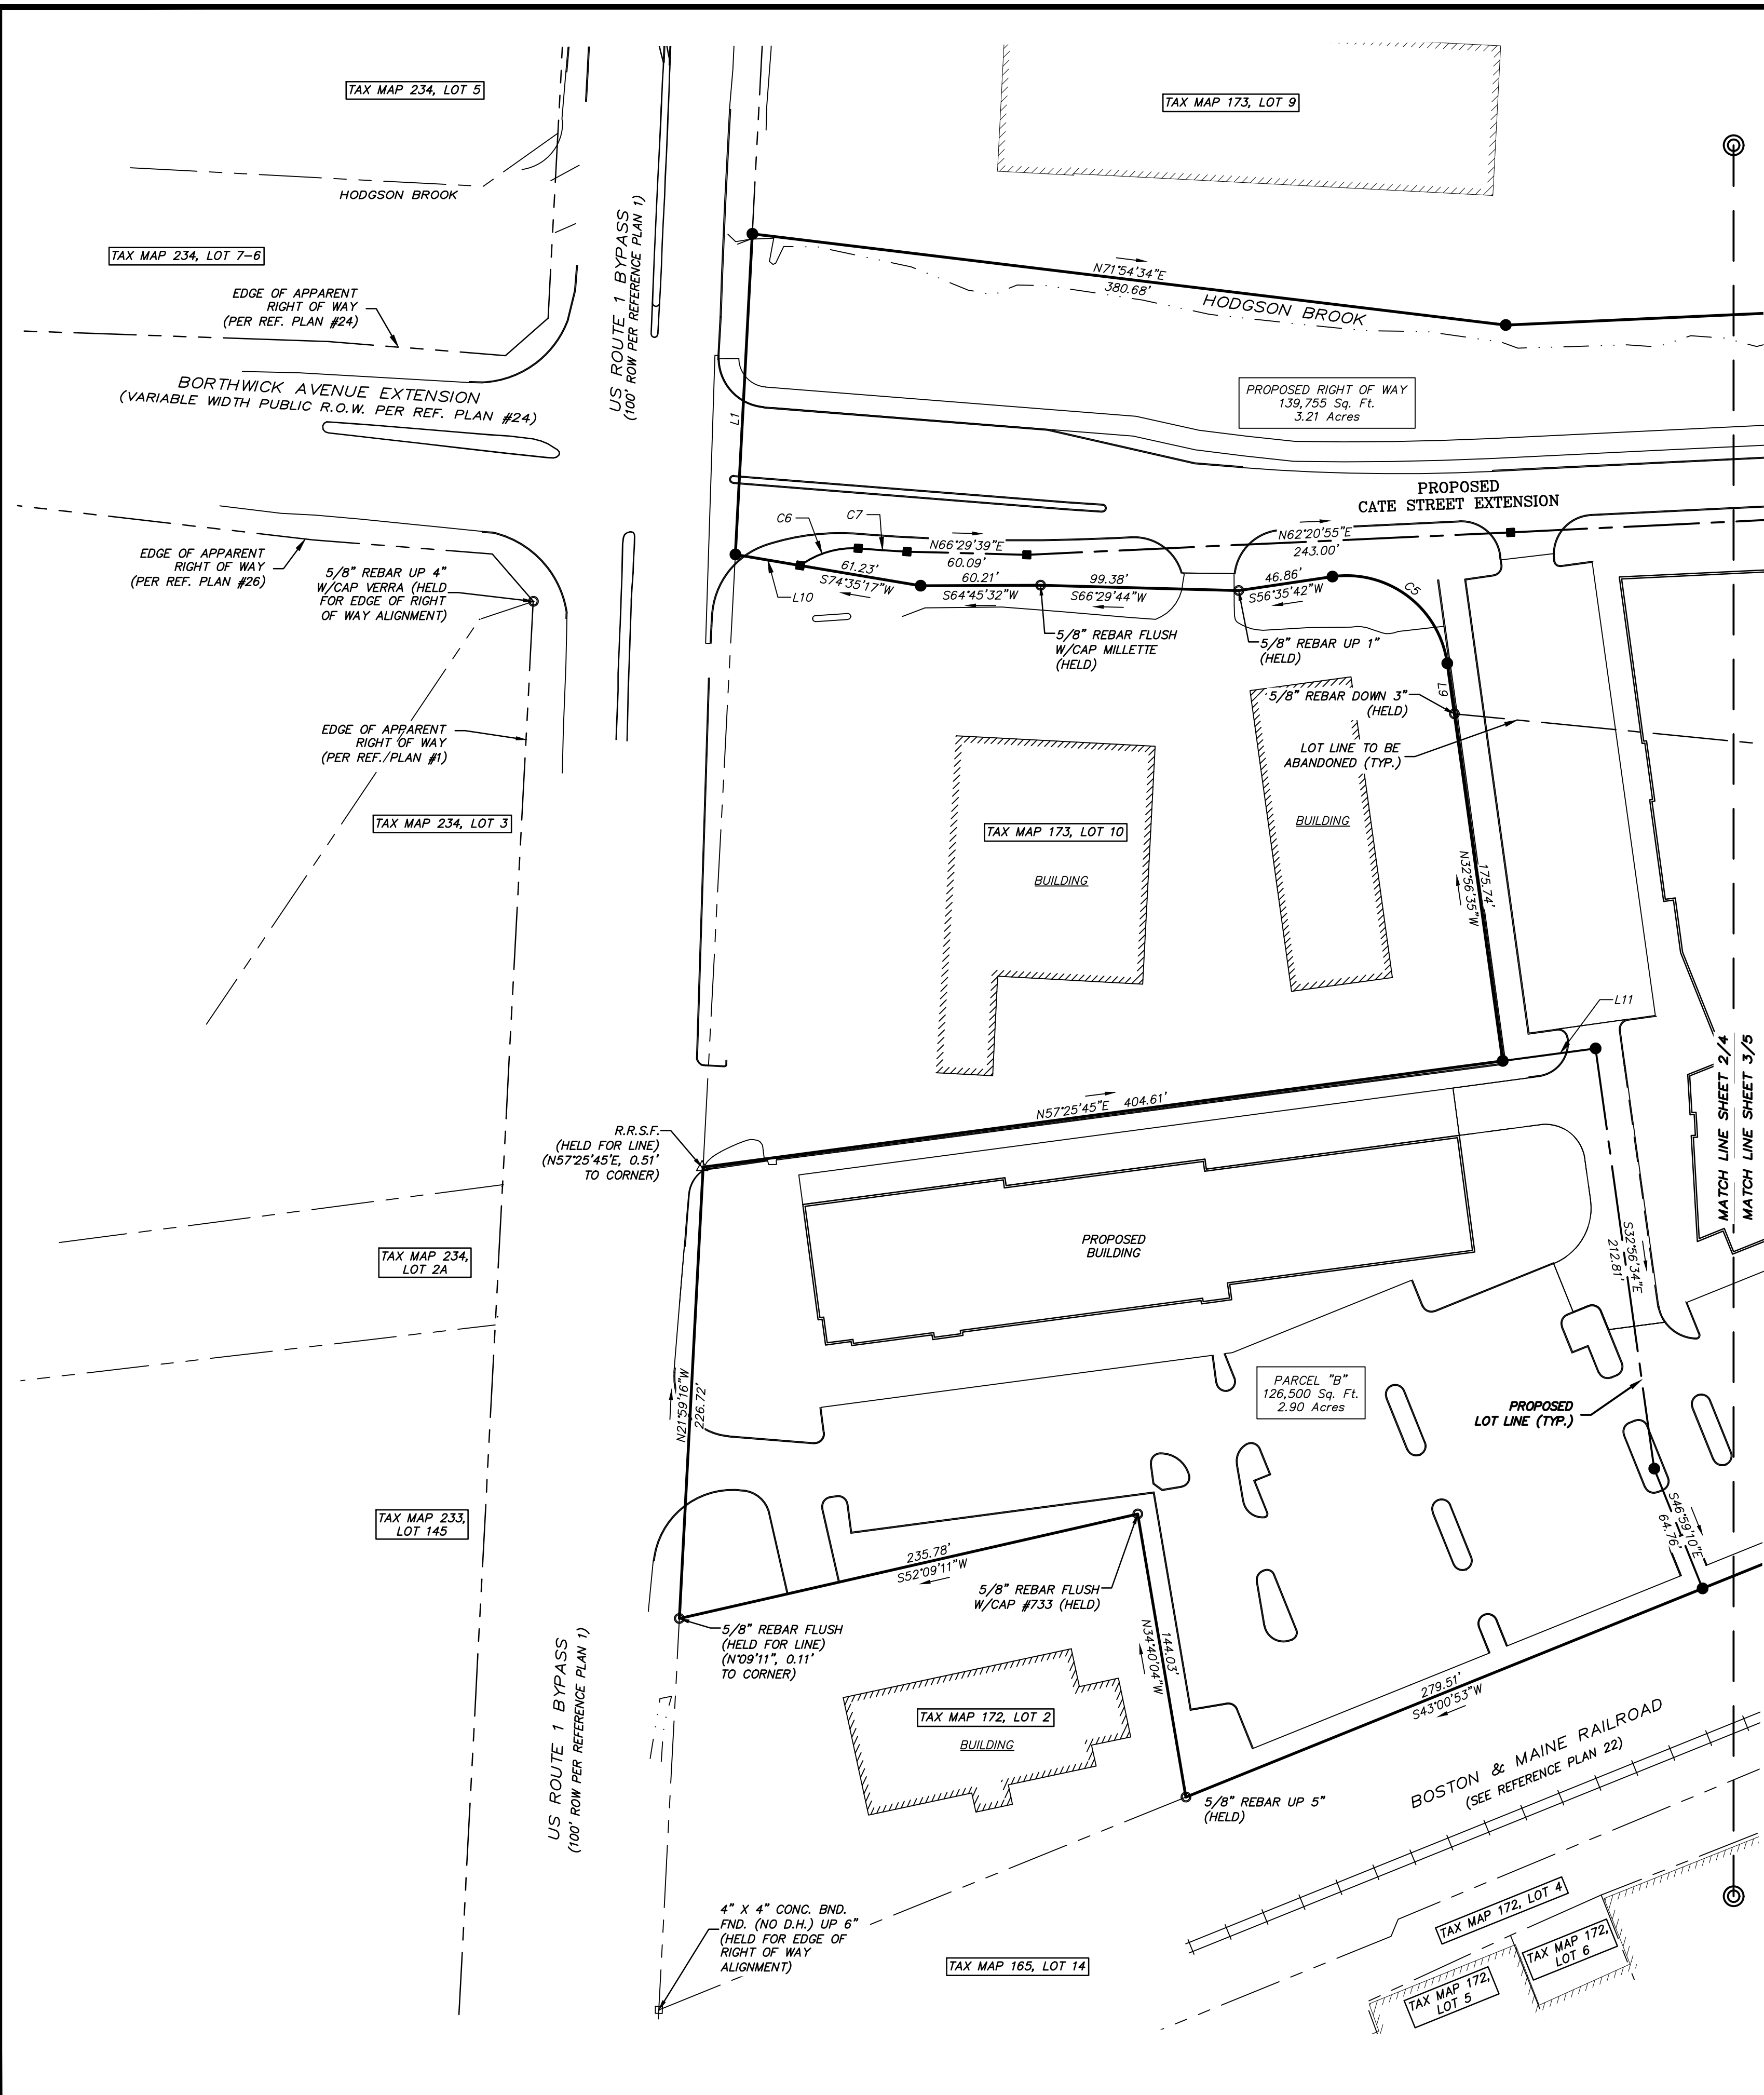 TAX MAP 234, LOT 5
TAX MAP 173, LOT 9
HODGSON BROOK
TAX MAP 234, LOT 7-6
US ROUTE 1 BYPASS
(100' ROW PER REFERENCE PLAN 1)
EDGE OF APPARENT
RIGHT OF WAY
(PER REF. PLAN #24)
N71°54'34"E
380.68'
HODGSON BROOK
BORTHWICK AVENUE EXTENSION
(VARIABLE WIDTH PUBLIC R.O.W. PER REF. PLAN #24)
L1
PROPOSED RIGHT OF WAY
139,755 Sq. Ft.
3.21 Acres
PROPOSED
CATE STREET EXTENSION
C6
C7
N66°29'39"E
60.09'
N62°20'55"E
243.00'
EDGE OF APPARENT
RIGHT OF WAY
(PER REF. PLAN #26)
5/8" REBAR UP 4"
W/CAP VERRA (HELD
FOR EDGE OF RIGHT
OF WAY ALIGNMENT)
61.23'
S74°35'17"W
L10
60.21'
S64°45'32"W
99.38'
S66°29'44"W
46.86'
S56°35'42"W
C5
5/8" REBAR FLUSH
W/CAP MILLETTE
(HELD)
5/8" REBAR UP 1"
(HELD)
5/8" REBAR DOWN 3"
(HELD)
L9
EDGE OF APPARENT
RIGHT OF WAY
(PER REF./PLAN #1)
LOT LINE TO BE
ABANDONED (TYP.)
TAX MAP 234, LOT 3
TAX MAP 173, LOT 10
BUILDING
BUILDING
175.74'
N32°56'35"W
L11
MATCH LINE SHEET 2/4
MATCH LINE SHEET 3/5
N57°25'45"E 404.61'
R.R.S.F.
(HELD FOR LINE)
(N57°25'45'E, 0.51'
TO CORNER)
PROPOSED
BUILDING
TAX MAP 234,
LOT 2A
S32°56'34"E
212.81'
N21°59'16"W
226.72'
PARCEL "B"
126,500 Sq. Ft.
2.90 Acres
PROPOSED
LOT LINE (TYP.)
TAX MAP 233,
LOT 145
S46°59'10"E
64.76'
235.78'
S52°09'11"W
5/8" REBAR FLUSH
W/CAP #733 (HELD)
5/8" REBAR FLUSH
(HELD FOR LINE)
(N°09'11", 0.11'
TO CORNER)
144.03'
N34°40'04"W
US ROUTE 1 BYPASS
(100' ROW PER REFERENCE PLAN 1)
TAX MAP 172, LOT 2
BUILDING
279.51'
S43°00'53"W
BOSTON & MAINE RAILROAD
(SEE REFERENCE PLAN 22)
5/8" REBAR UP 5"
(HELD)
4" X 4" CONC. BND.
FND. (NO D.H.) UP 6"
(HELD FOR EDGE OF
RIGHT OF WAY
ALIGNMENT)
TAX MAP 165, LOT 14
TAX MAP 172, LOT 4
TAX MAP 172,
LOT 6
TAX MAP 172,
LOT 5